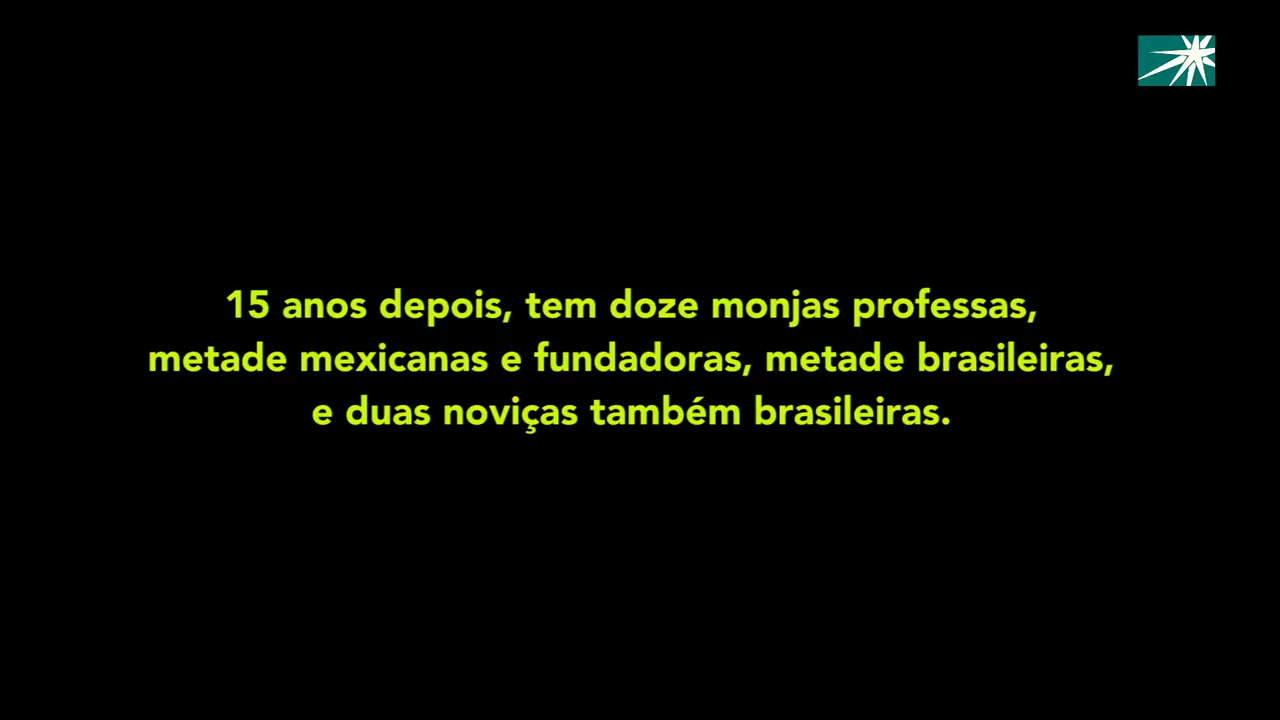 15 anos depois, tem doze monjas professas,
metade mexicanas e fundadoras, metade brasileiras,
e duas noviças também brasileiras.